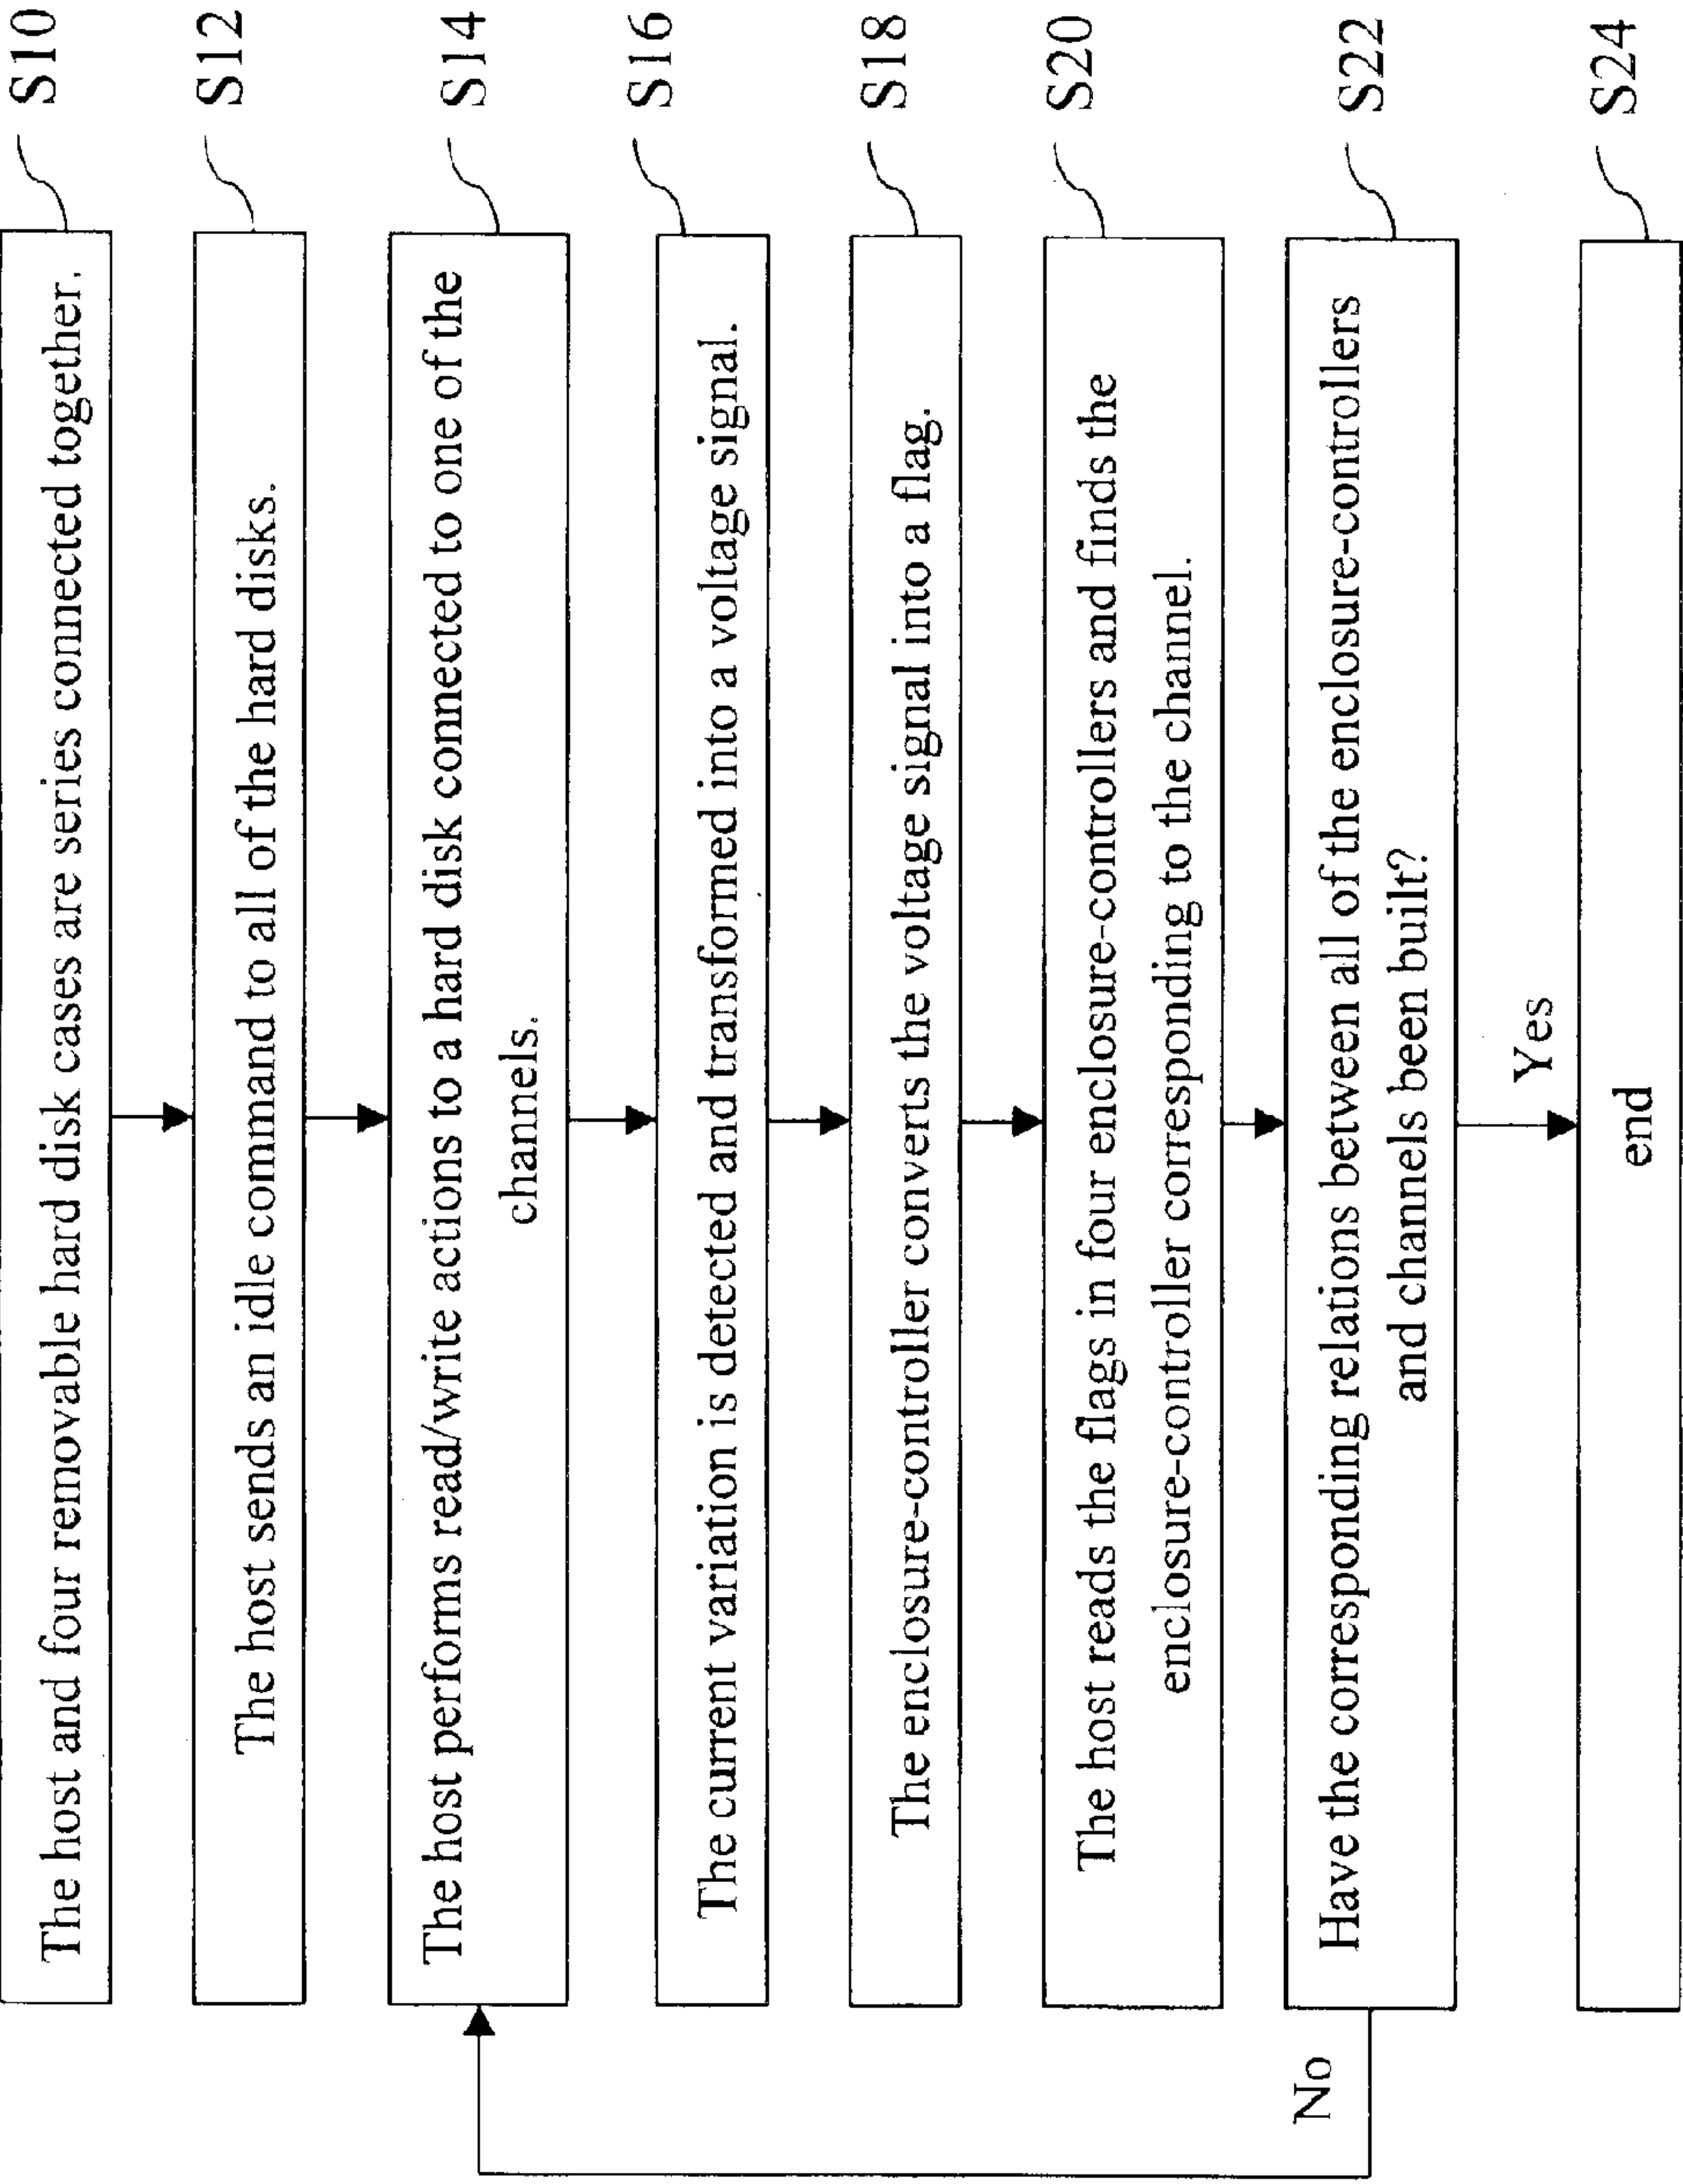 The host and four removable hard disk cases are series connected together.
S10
The host sends an idle command to all of the hard disks.
S12
The host performs read/write actions to a hard disk connected to one of the
channels.
S14
The current variation is detected and transformed into a voltage signal.
S16
The enclosure-controller converts the voltage signal into a flag.
S18
The host reads the flags in four enclosure-controllers and finds the
enclosure-controller corresponding to the channel.
S20
Have the corresponding relations between all of the enclosure-controllers
and channels been built?
S22
No
Yes
end
S24